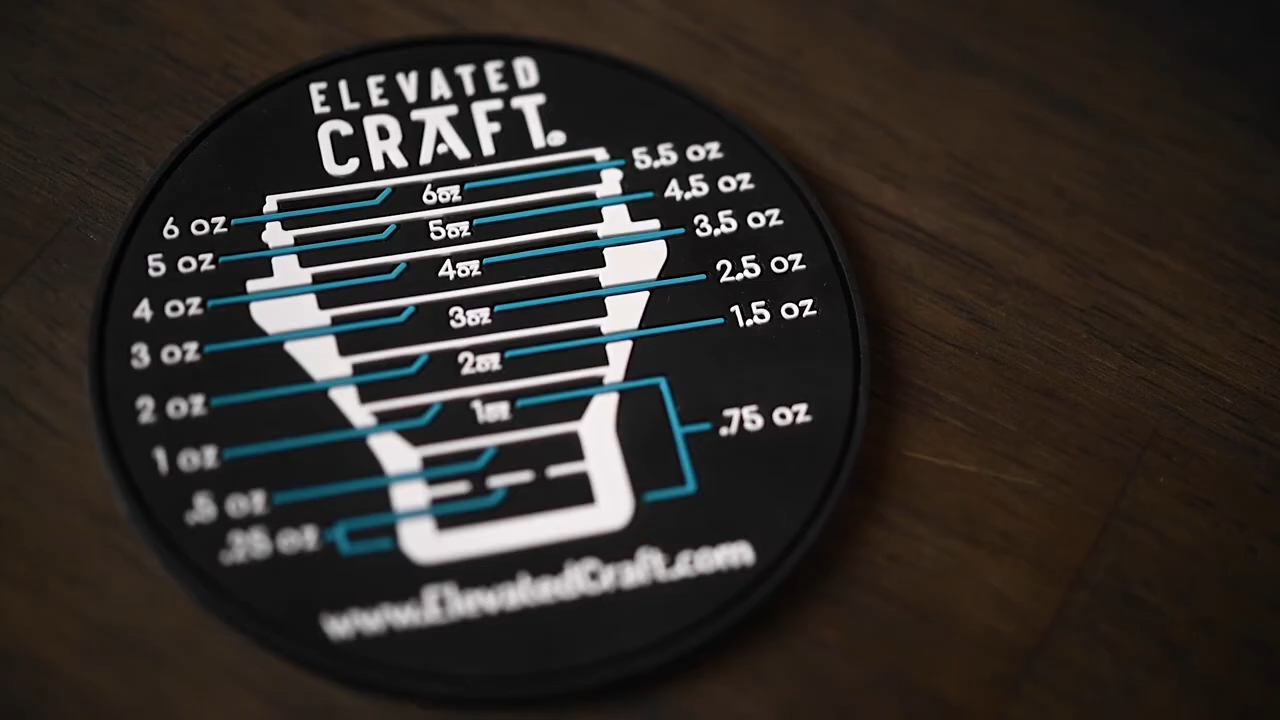 ELEVATED
CRAFT.
5.5 oz
6oz
4.5 oz
6 oz
5oz
3.5 oz
5 oz
4oz
2.5 oz
4 oz
3oz
1.5 oz
3 oz
2oz
2 oz
1oz
.75 oz
1 oz
.5 oz
.25 oz
www.ElevatedCraft.com